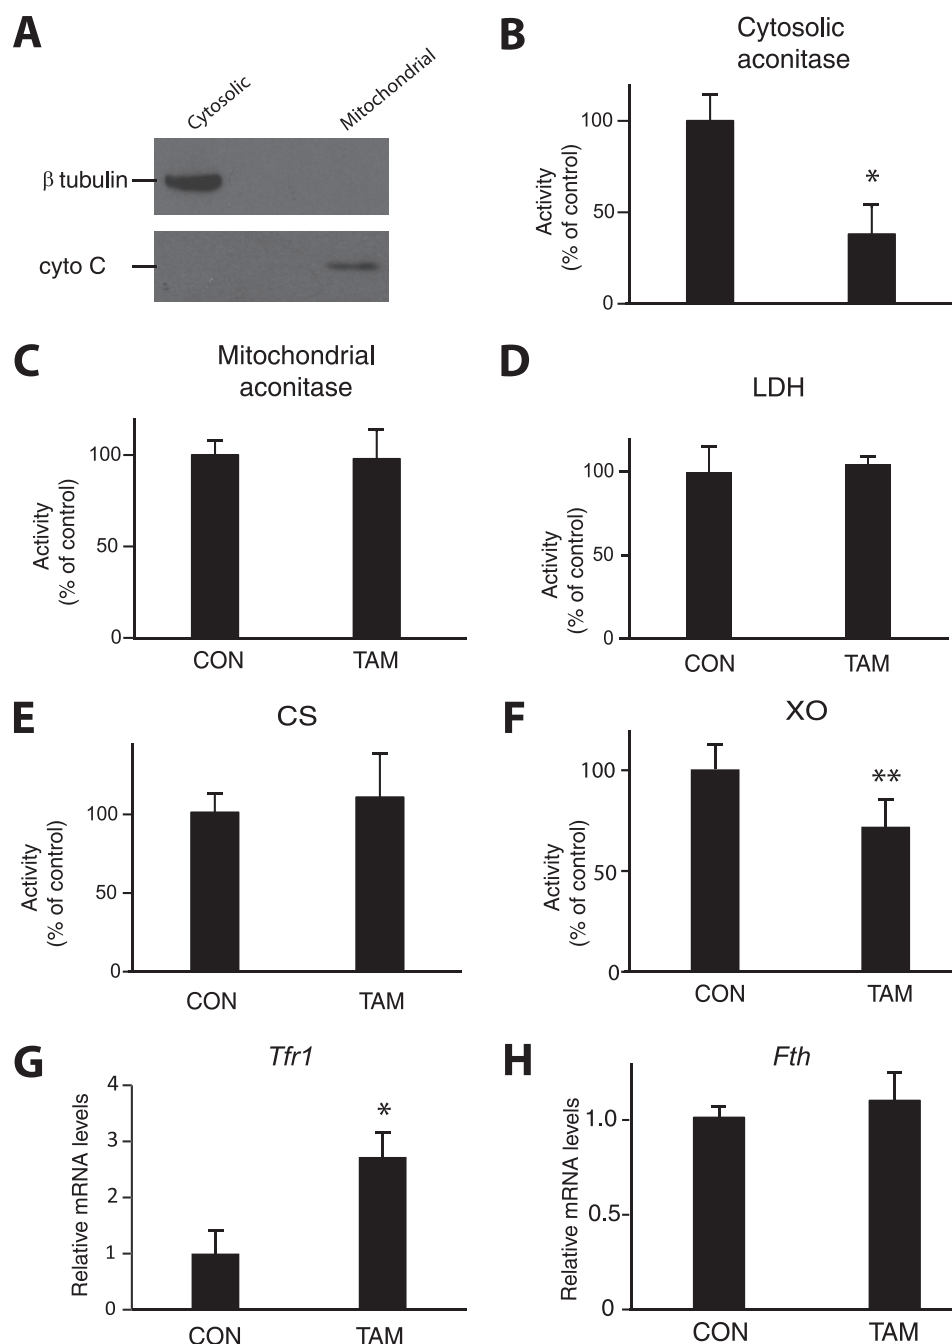 A
Cytosolic
Mitochondrial
β tubulin
cyto C
B
Cytosolic
aconitase
Activity
(% of control)
100
50
0
*
C
Mitochondrial
aconitase
Activity
(% of control)
100
50
0
CON
TAM
D
LDH
Activity
(% of control)
100
50
0
CON
TAM
E
CS
Activity
(% of control)
100
50
0
CON
TAM
F
XO
Activity
(% of control)
100
50
0
**
CON
TAM
G
Tfr1
Relative mRNA levels
4
3
2
1
0
*
CON
TAM
H
Fth
Relative mRNA levels
1.0
0.5
0
CON
TAM